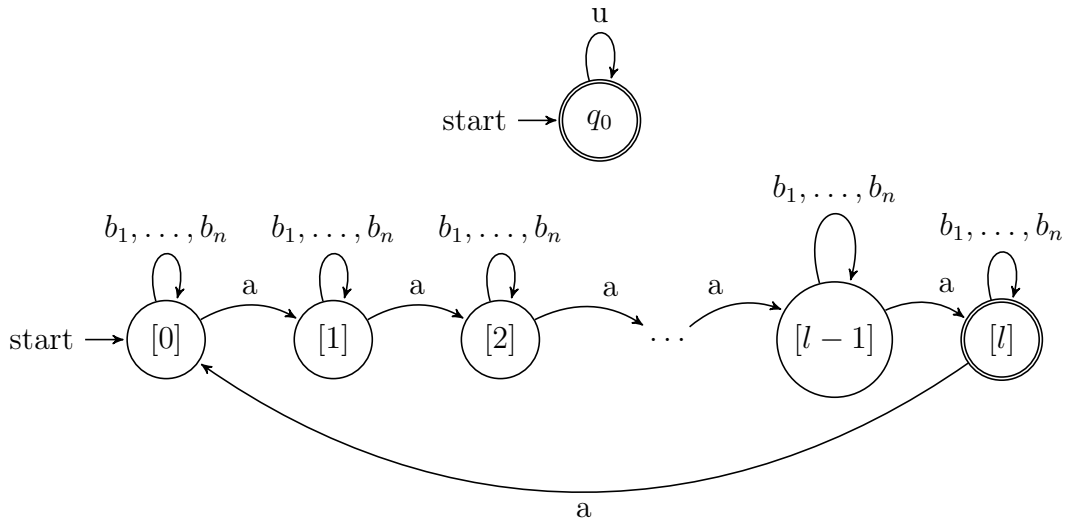 u
start q₀
b₁, . . . , bₙ
b₁, . . . , bₙ b₁, . . . , bₙ b₁, . . . , bₙ b₁, . . . , bₙ
a a a a a
start [0] [1] [2] . . . [l − 1] [l]
a